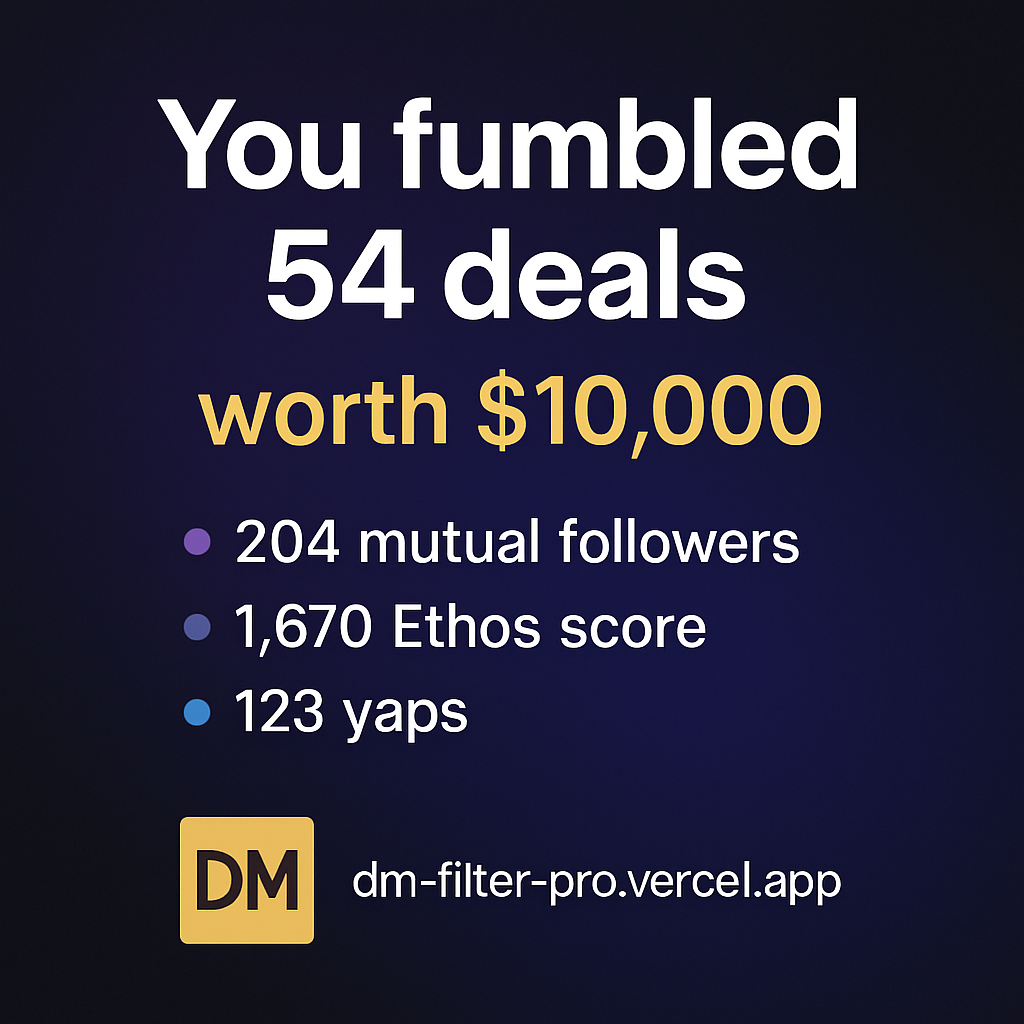 You fumbled
54 deals
worth $10,000
204 mutual followers
1,670 Ethos score
123 yaps
DM
dm-filter-pro.vercel.app